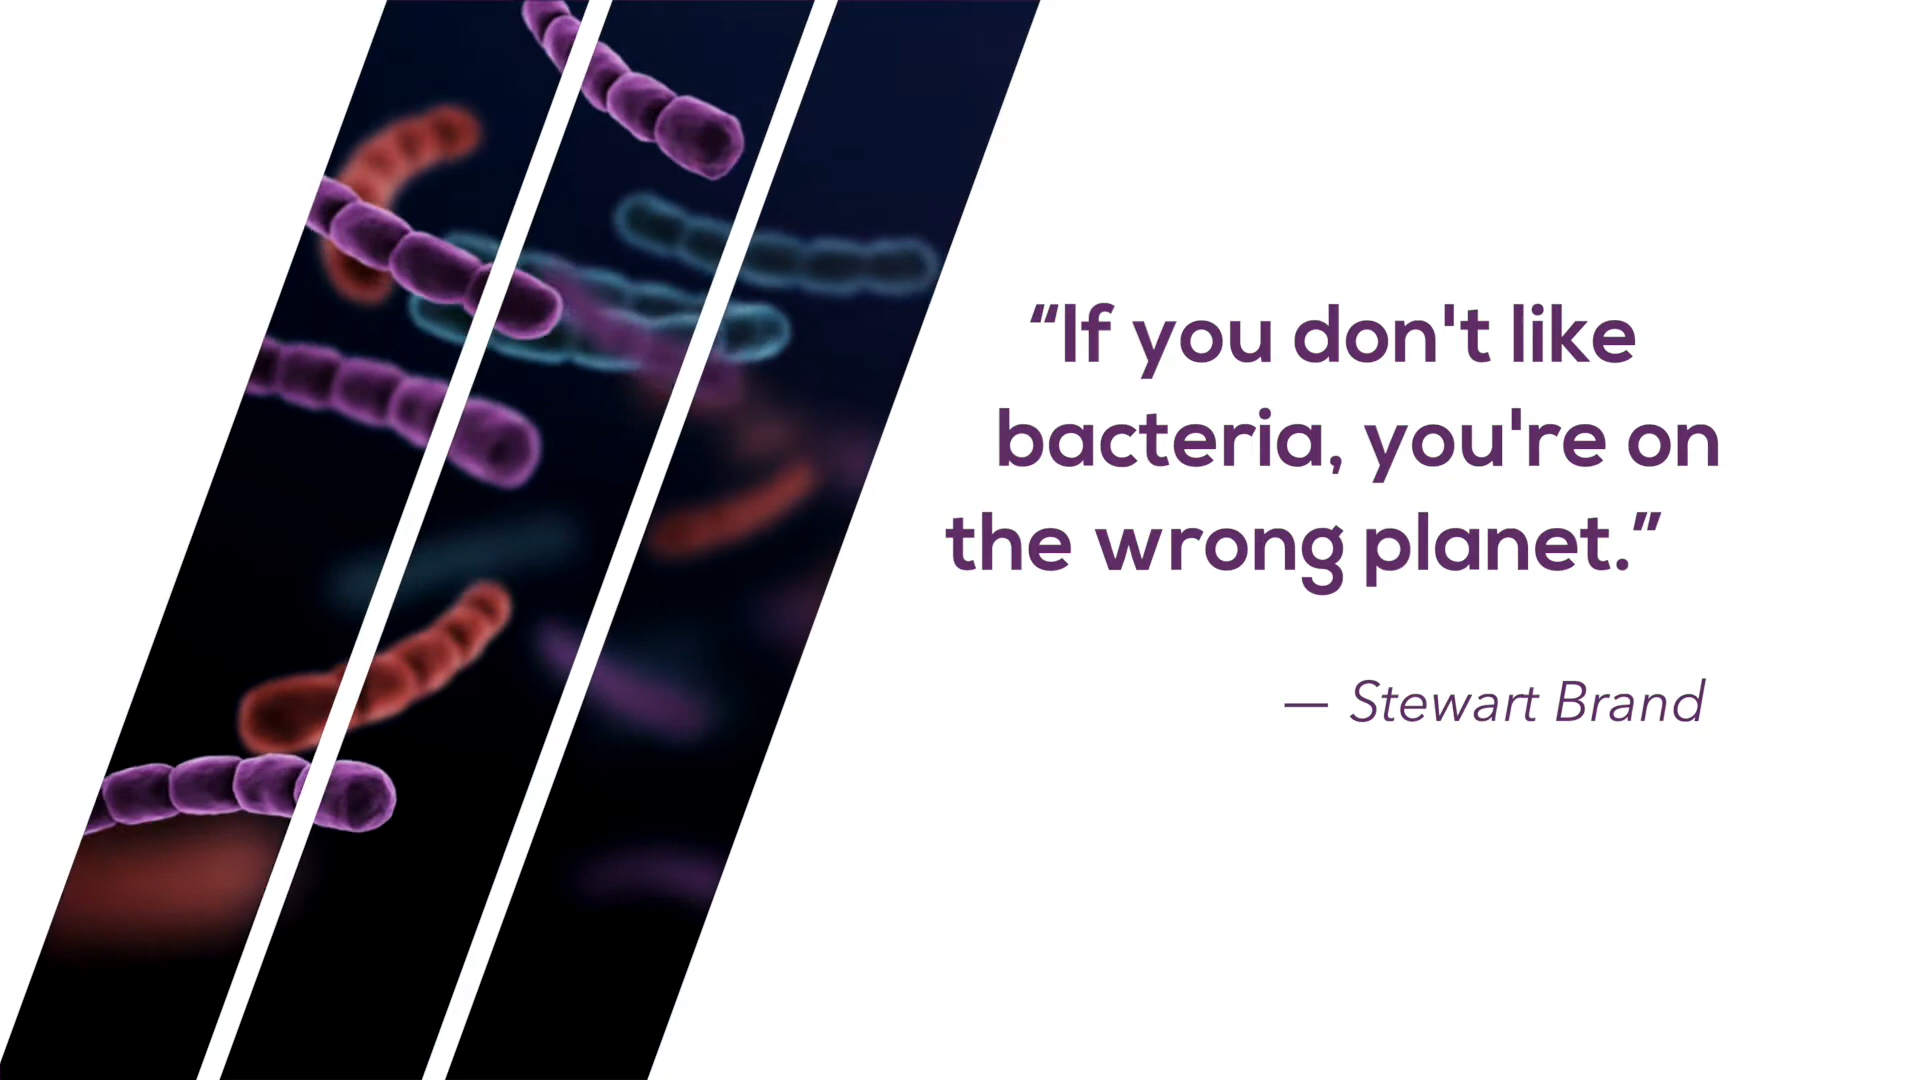 “If you don't like
bacteria, you're on
the wrong planet.”
— Stewart Brand